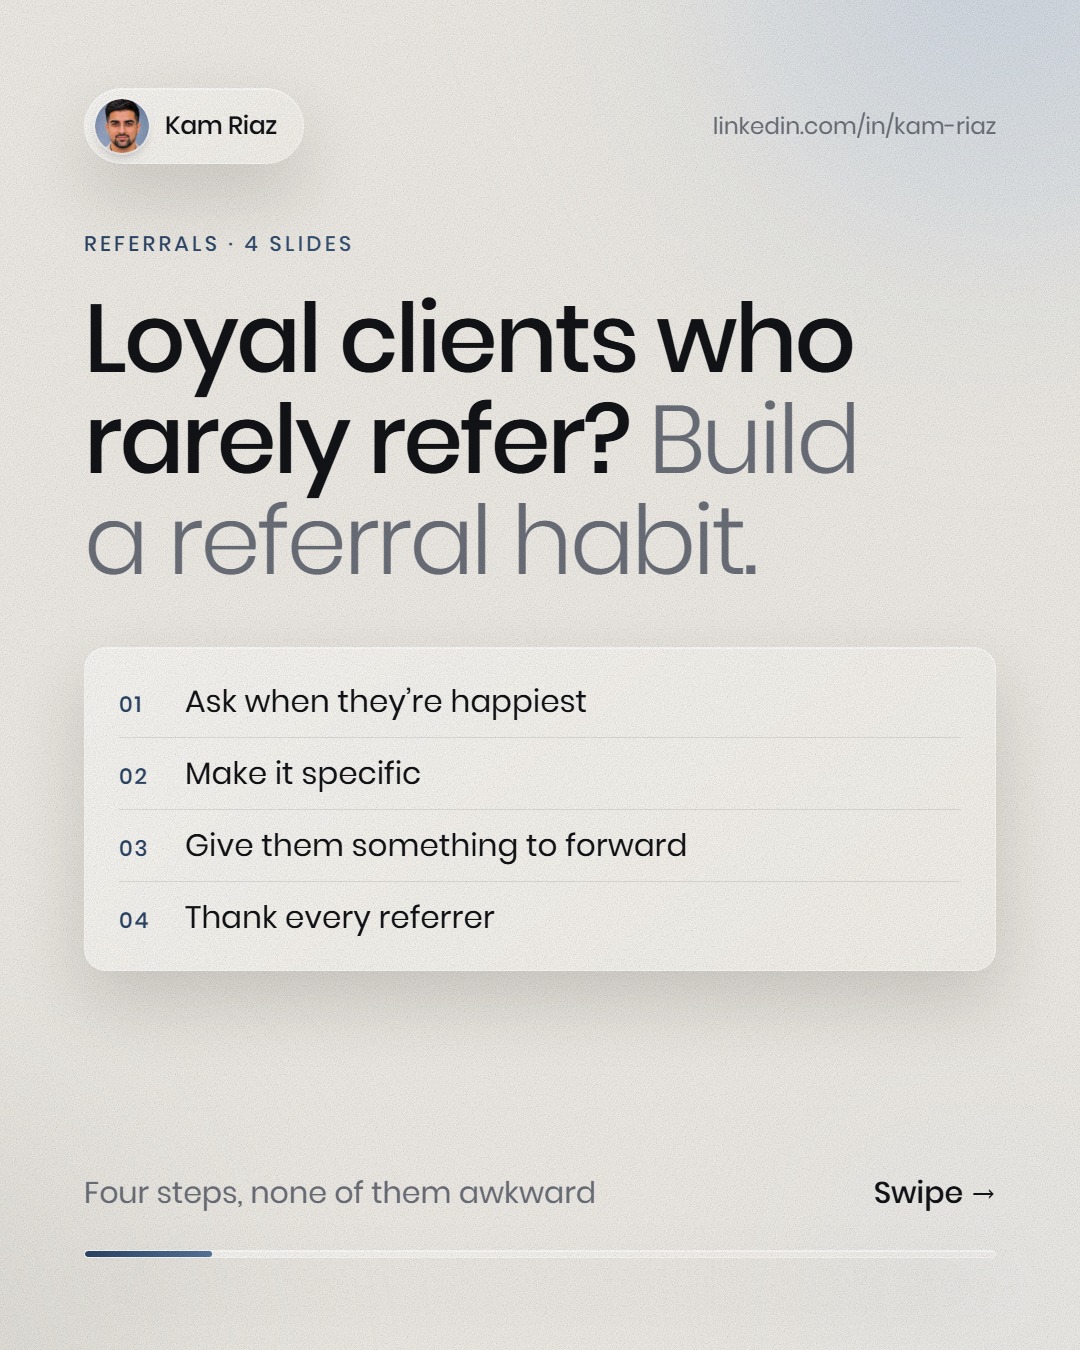 Kam Riaz
linkedin.com/in/kam-riaz
REFERRALS · 4 SLIDES
Loyal clients who
rarely refer? Build
a referral habit.
01 Ask when they’re happiest
02 Make it specific
03 Give them something to forward
04 Thank every referrer
Four steps, none of them awkward
Swipe →